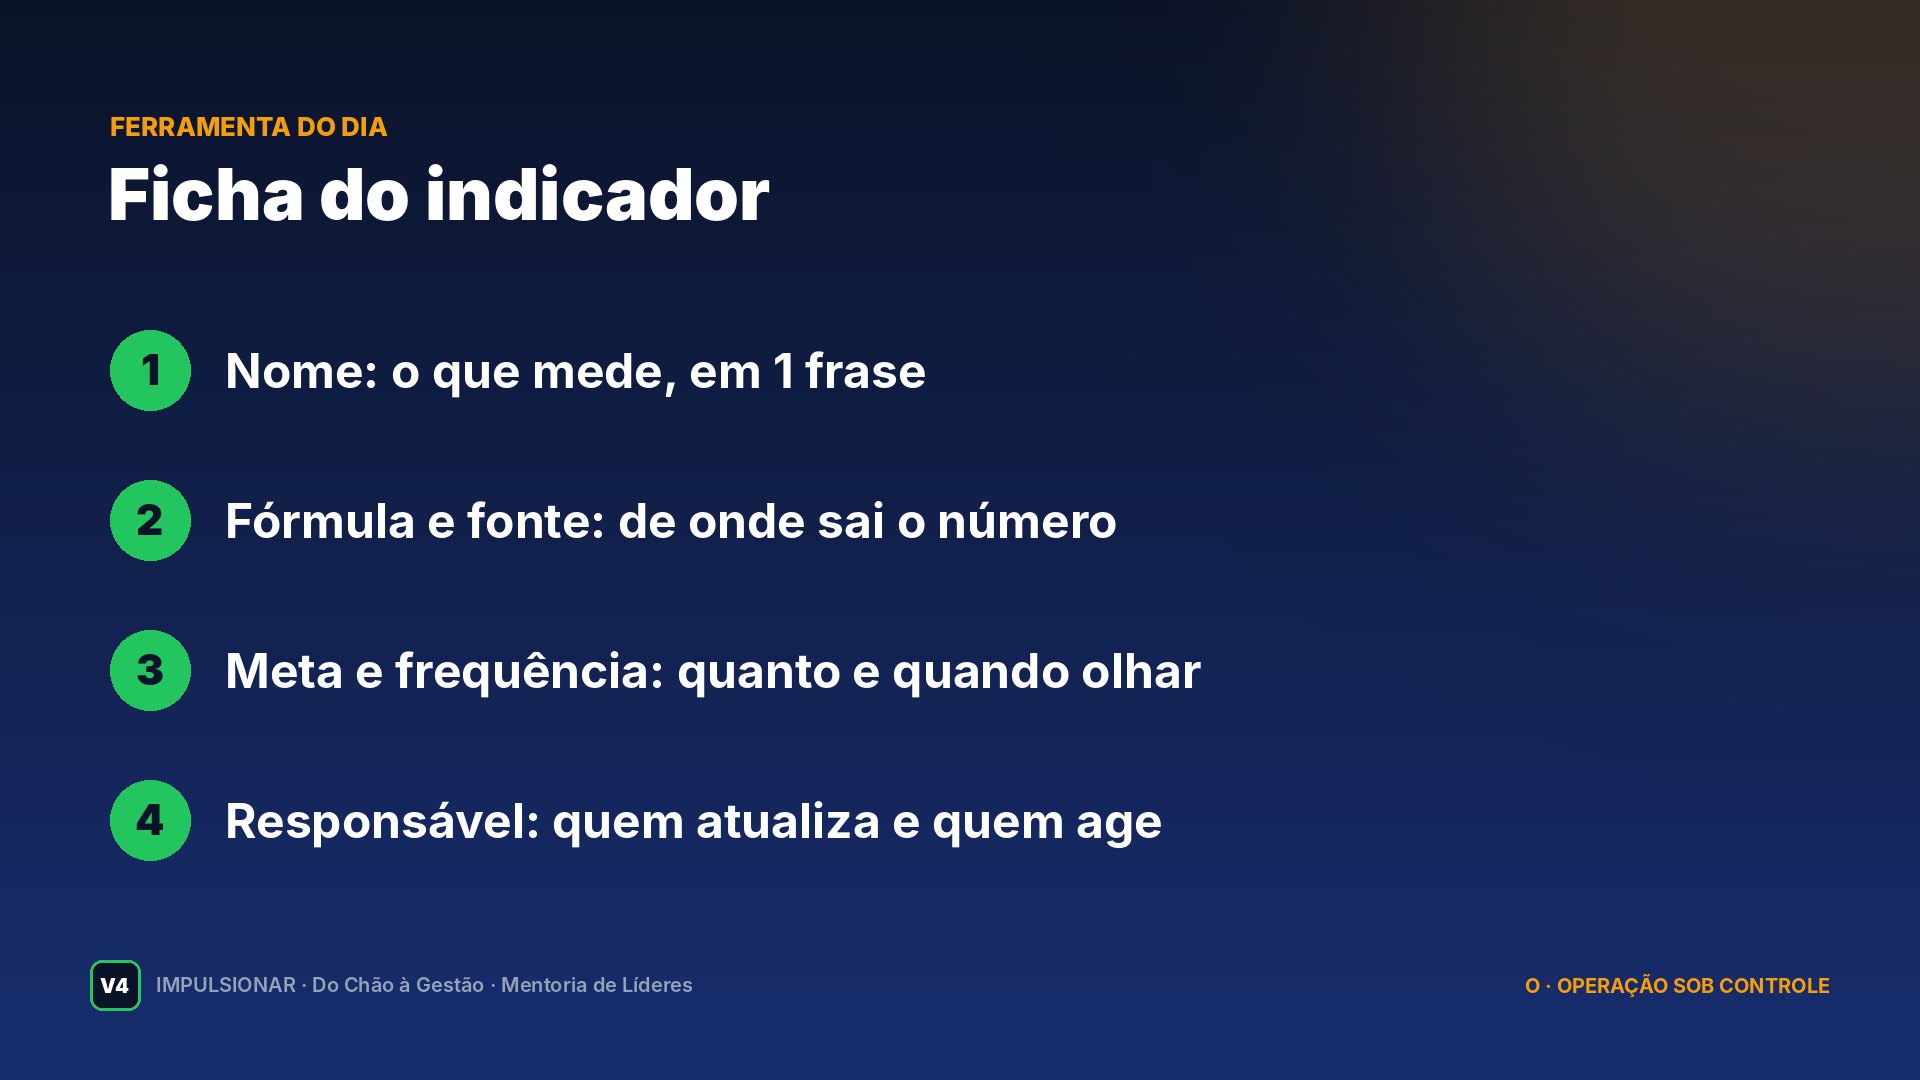 FERRAMENTA DO DIA
Ficha do indicador
1 Nome: o que mede, em 1 frase
2 Fórmula e fonte: de onde sai o número
3 Meta e frequência: quanto e quando olhar
4 Responsável: quem atualiza e quem age
V4 IMPULSIONAR · Do Chão à Gestão · Mentoria de Líderes
O · OPERAÇÃO SOB CONTROLE